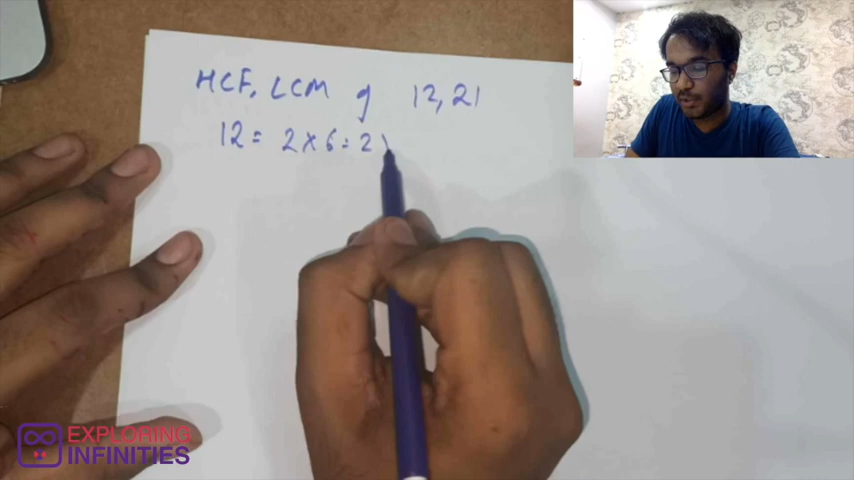 HCF, LCM of 12, 21
12 = 2 x 6 = 2
EXPLORING
INFINITIES